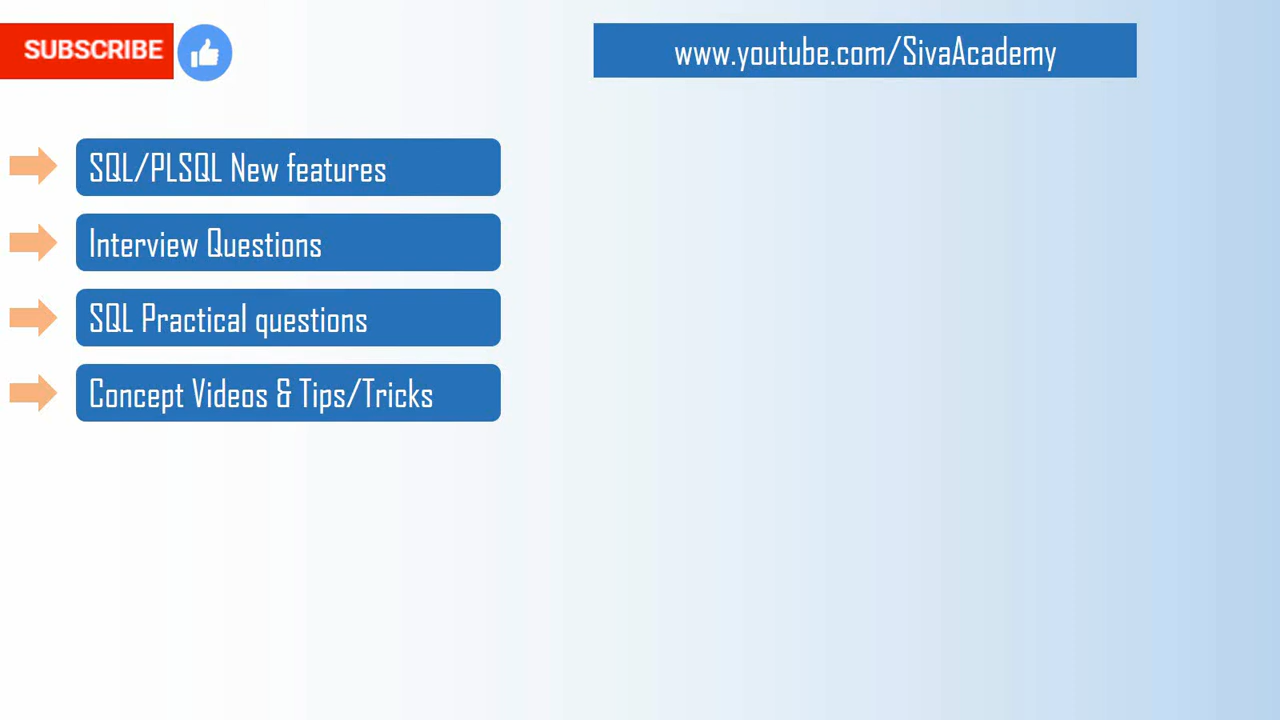 SUBSCRIBE
www.youtube.com/SivaAcademy
SQL/PLSQL New features
Interview Questions
SQL Practical questions
Concept Videos & Tips/Tricks